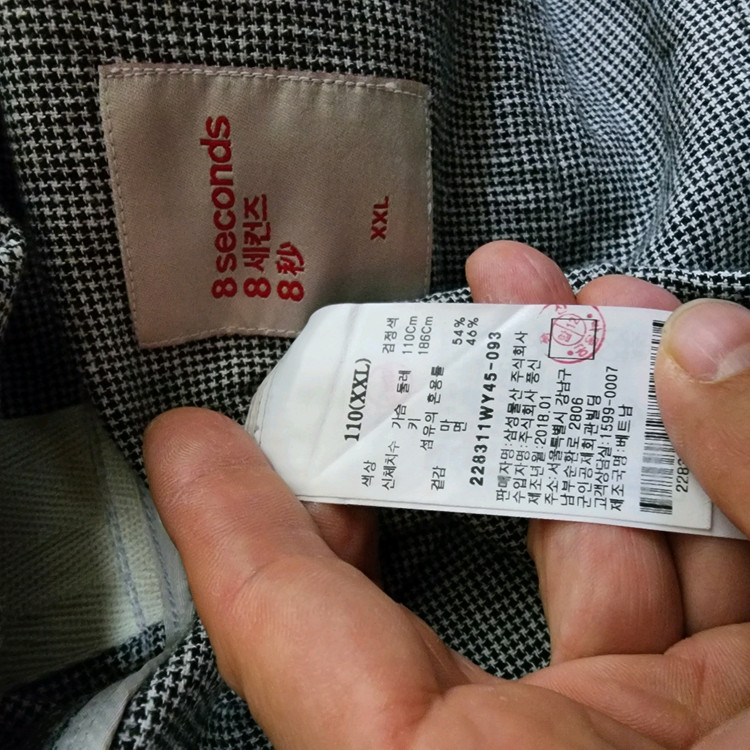 8 seconds
8 세컨즈
8 秒
XXL
110(XXL)
색상 검정색
신체치수 가슴 둘레 110Cm
키 186Cm
섬유의 혼용률
겉감 마 54%
면 46%
228311WY45-093
판매자명:삼성물산 주식회사
수입자명:주식회사 풍신
제조년월:2018.01
주소:서울특별시 강남구
남부순환로 2806
군인공제회관빌딩
고객상담실:1599-0007
제조국명:베트남